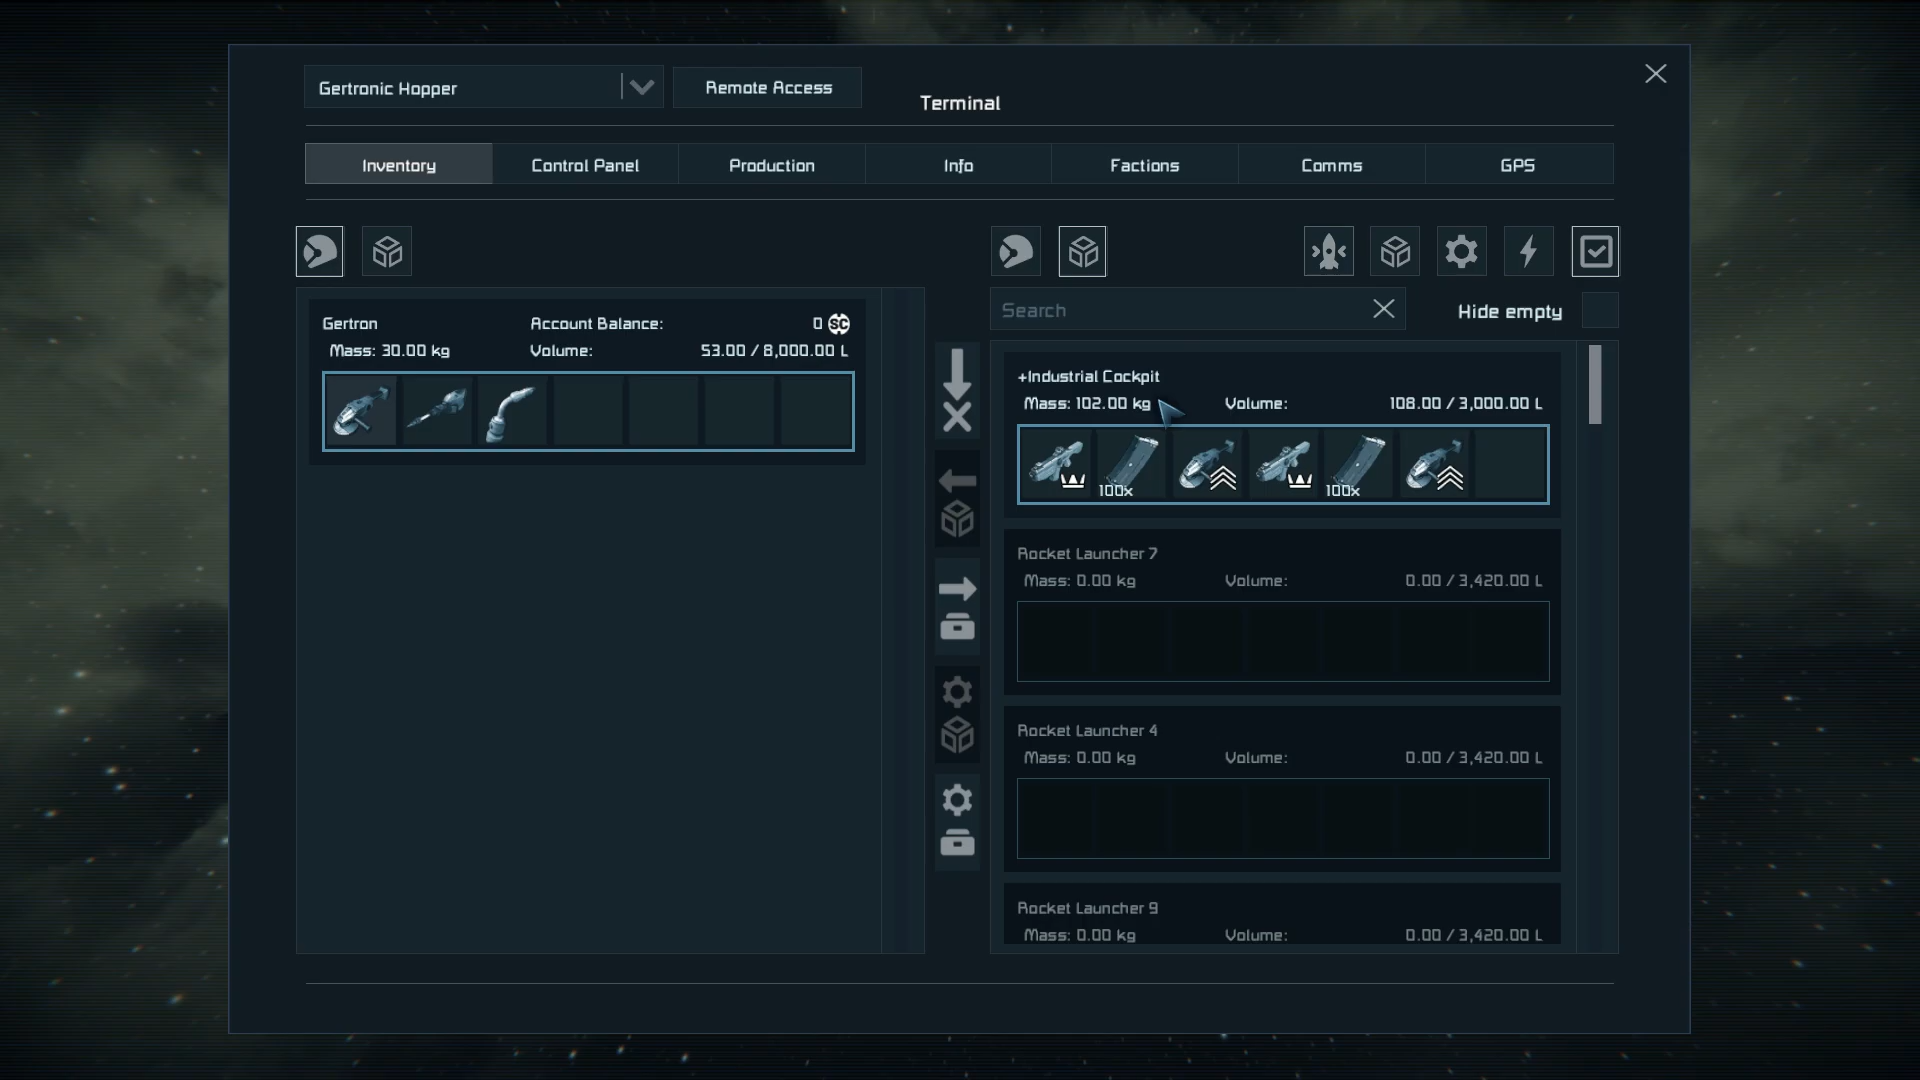 Gertronic Hopper
Remote Access
Terminal
Inventory
Control Panel
Production
Info
Factions
Comms
GPS
Search
Hide empty
Gertron
Account Balance:
0 SC
Mass: 30.00 kg
Volume:
53.00 / 8,000.00 L
+Industrial Cockpit
Mass: 102.00 kg
Volume:
108.00 / 3,000.00 L
100x
100x
Rocket Launcher 7
Mass: 0.00 kg
Volume:
0.00 / 3,420.00 L
Rocket Launcher 4
Mass: 0.00 kg
Volume:
0.00 / 3,420.00 L
Rocket Launcher 9
Mass: 0.00 kg
Volume:
0.00 / 3,420.00 L